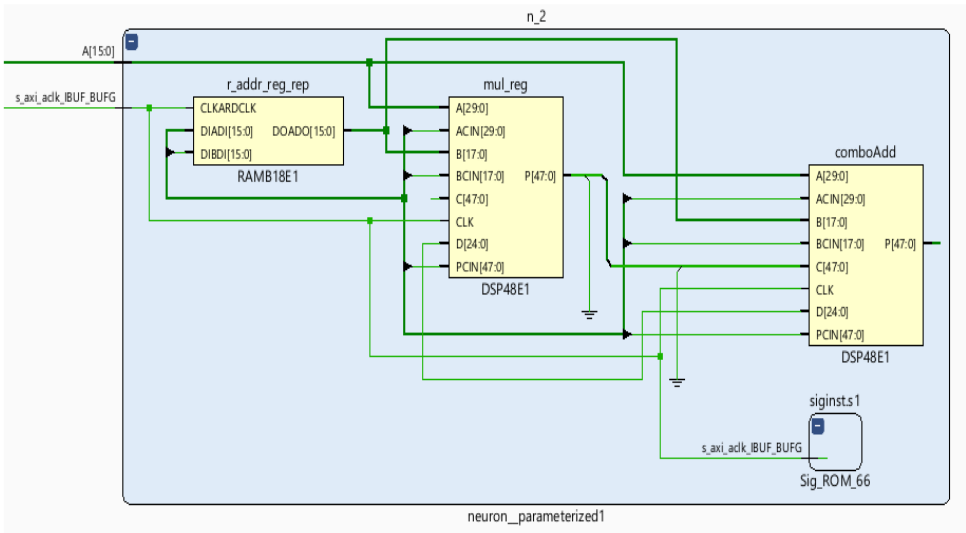 n_2
A[15:0]
s_axi_aclk_IBUF_BUFG
r_addr_reg_rep
CLKARDCLK
DIADI[15:0] DOADO[15:0]
DIBDI[15:0]
RAMB18E1
mul_reg
A[29:0]
ACIN[29:0]
B[17:0]
BCIN[17:0] P[47:0]
C[47:0]
CLK
D[24:0]
PCIN[47:0]
DSP48E1
comboAdd
A[29:0]
ACIN[29:0]
B[17:0]
BCIN[17:0] P[47:0]
C[47:0]
CLK
D[24:0]
PCIN[47:0]
DSP48E1
siginst.s1
s_axi_aclk_IBUF_BUFG
Sig_ROM_66
neuron__parameterized1